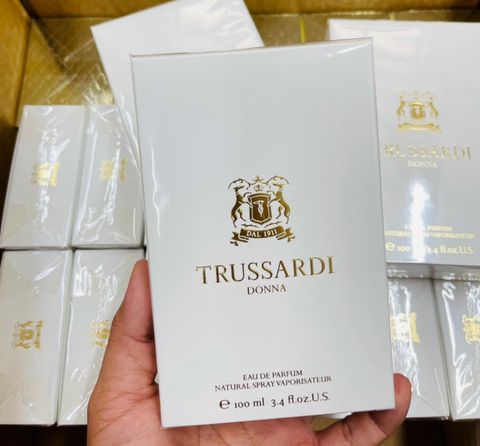 DAL 1911
TRUSSARDI
DONNA
EAU DE PARFUM
NATURAL SPRAY VAPORISATEUR
℮ 100 ml 3.4 fl.oz.U.S.
TRUSSARDI
DONNA
EAU DE PARFUM
NATURAL SPRAY VAPORISATEUR
℮ 100 ml 3.4 fl.oz.U.S.